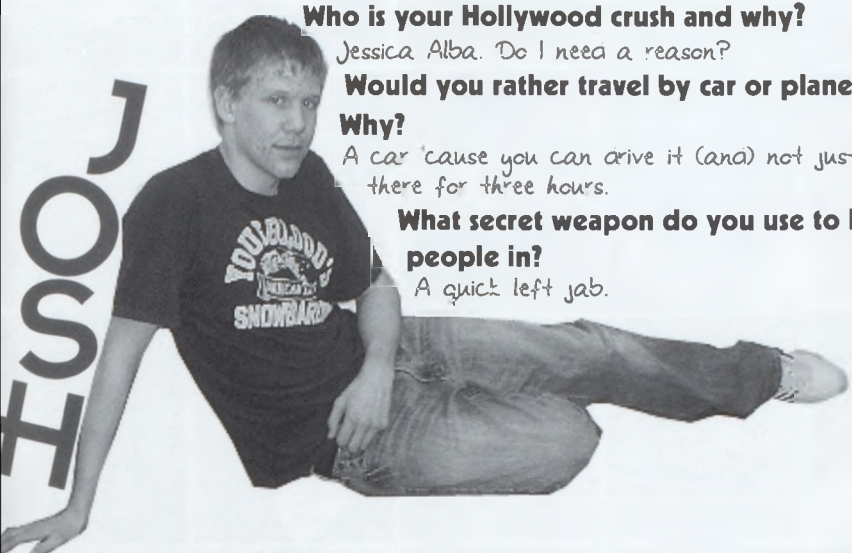 Who is your Hollywood crush and why?
Jessica Alba. Do I need a reason?
Would you rather travel by car or plane
Why?
A car 'cause you can drive it (and) not jus
there for three hours.
What secret weapon do you use to
people in?
A quick left jab.
JOSH
SNOWBOARD